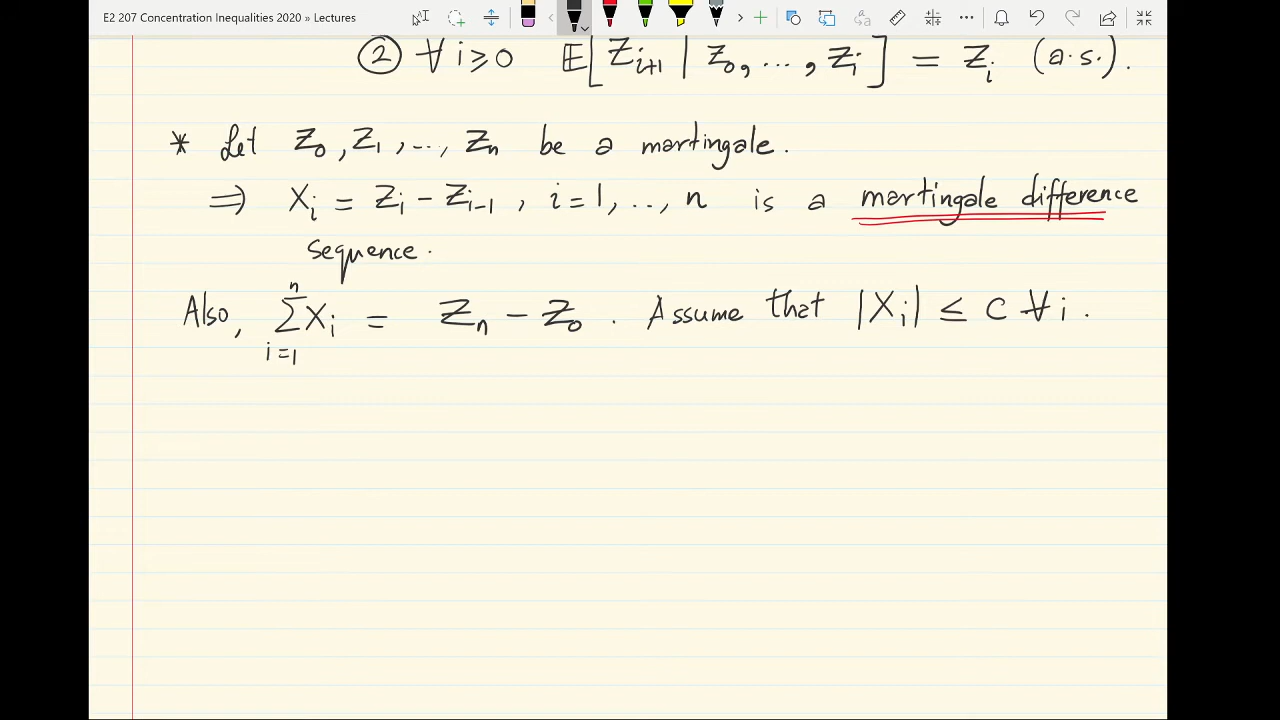 E2 207 Concentration Inequalities 2020 » Lectures
② ∀ i ≥ 0 𝔼[Z_{i+1} | Z_0, ..., Z_i] = Z_i (a.s.).
* Let Z_0, Z_1, ..., Z_n be a martingale.
⇒ X_i = Z_i - Z_{i-1}, i = 1, .., n is a martingale difference
sequence.
Also, ∑_{i=1}^{n} X_i = Z_n - Z_0. Assume that |X_i| ≤ c ∀ i.